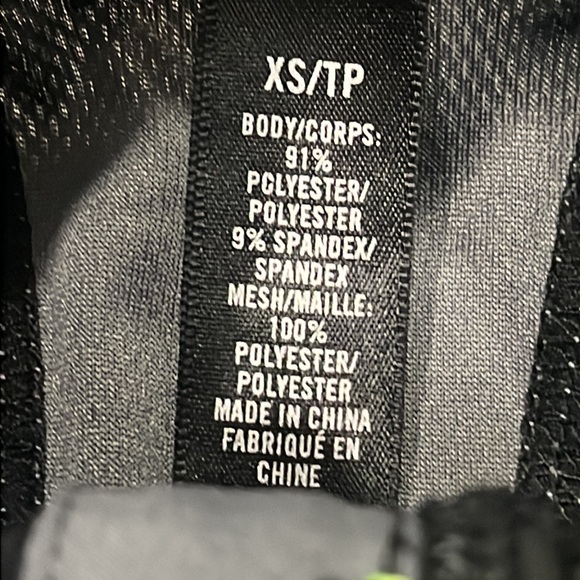 XS/TP
BODY/CORPS:
91%
POLYESTER/
POLYESTER
9% SPANDEX/
SPANDEX
MESH/MAILLE:
100%
POLYESTER/
POLYESTER
MADE IN CHINA
FABRIQUÉ EN
CHINE